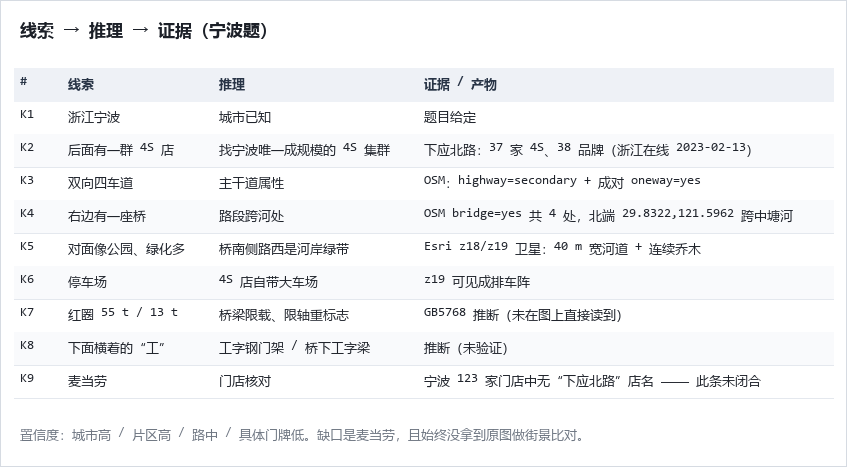 线索 → 推理 → 证据（宁波题）
# 线索 推理 证据 / 产物
K1 浙江宁波 城市已知 题目给定
K2 后面有一群 4S 店 找宁波唯一成规模的 4S 集群 下应北路：37 家 4S、38 品牌（浙江在线 2023-02-13）
K3 双向四车道 主干道属性 OSM：highway=secondary + 成对 oneway=yes
K4 右边有一座桥 路段跨河处 OSM bridge=yes 共 4 处，北端 29.8322,121.5962 跨中塘河
K5 对面像公园、绿化多 桥南侧路西是河岸绿带 Esri z18/z19 卫星：40 m 宽河道 + 连续乔木
K6 停车场 4S 店自带大车场 z19 可见成排车阵
K7 红圈 55 t / 13 t 桥梁限载、限轴重标志 GB5768 推断（未在图上直接读到）
K8 下面横着的“工” 工字钢门架 / 桥下工字梁 推断（未验证）
K9 麦当劳 门店核对 宁波 123 家门店中无“下应北路”店名 —— 此条未闭合
置信度：城市高 / 片区高 / 路中 / 具体门牌低。缺口是麦当劳，且始终没拿到原图做街景比对。